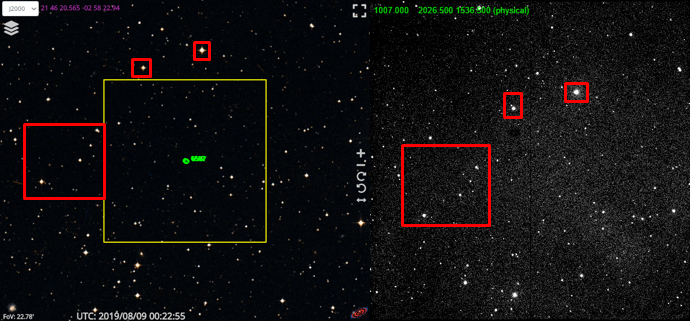 J2000 21 46 20.565 -02 58 22.94
1007.000 2026.500 1536.500 (physical)
6587
FoV: 22.78'
UTC: 2019/08/09 00:22:55